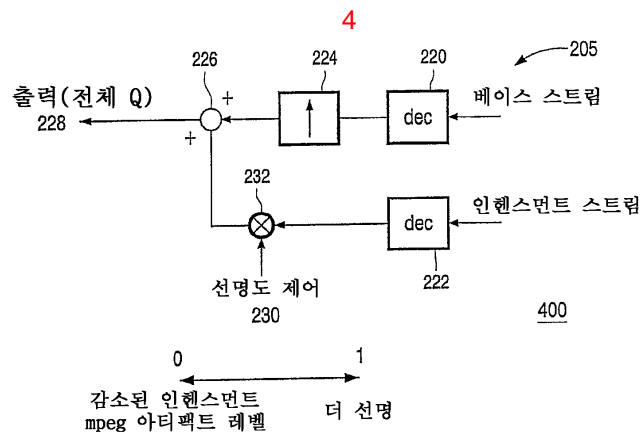 4
205
226
224
220
출력(전체 Q)
228
+
+
dec
베이스 스트림
232
dec
인헨스먼트 스트림
222
선명도 제어
230
400
0
1
감소된 인헨스먼트
mpeg 아티팩트 레벨
더 선명